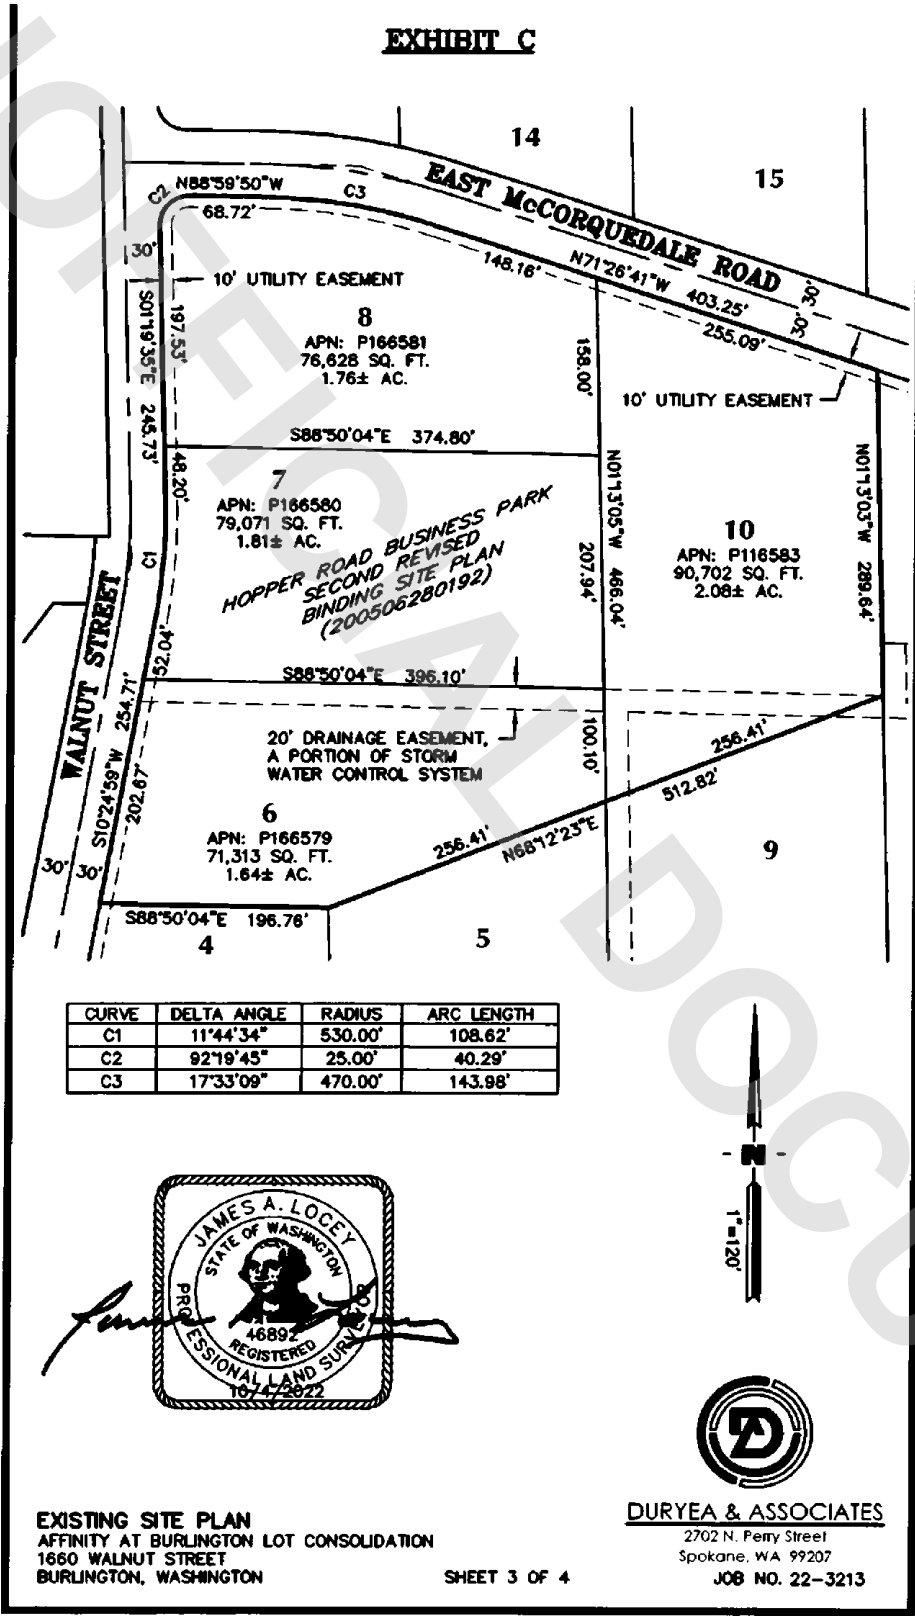 EXHIBIT C
14
15
EAST McCORQUEDALE ROAD
C2
N88°59'50"W
C3
68.72'
30'
10' UTILITY EASEMENT
148.16'
N71°26'41"W 403.25'
255.09'
30' 30'
S01°19'35"E 245.73'
197.53'
8
APN: P166581
76,628 SQ. FT.
1.76± AC.
158.00'
10' UTILITY EASEMENT
S88°50'04"E 374.80'
48.20'
7
APN: P166580
79,071 SQ. FT.
1.81± AC.
HOPPER ROAD BUSINESS PARK
SECOND REVISED
BINDING SITE PLAN
(200506280192)
N01°13'05"W 466.04'
207.94'
10
APN: P116583
90,702 SQ. FT.
2.08± AC.
N01°13'03"W 289.64'
C1
WALNUT STREET
52.04'
S88°50'04"E 396.10'
S10°24'59"W 254.71'
202.67'
20' DRAINAGE EASEMENT,
A PORTION OF STORM
WATER CONTROL SYSTEM
100.10'
256.41'
512.82'
6
APN: P166579
71,313 SQ. FT.
1.64± AC.
256.41'
N68°12'23"E
9
30' 30'
S88°50'04"E 196.76'
4
5
CURVE DELTA ANGLE RADIUS ARC LENGTH
C1 11°44'34" 530.00' 108.62'
C2 92°19'45" 25.00' 40.29'
C3 17°33'09" 470.00' 143.98'
N
1"=120'
JAMES A. LOCEY
STATE OF WASHINGTON
46892
REGISTERED
PROFESSIONAL LAND SURVEYOR
10/4/2022
DURYEA & ASSOCIATES
2702 N. Perry Street
Spokane, WA 99207
JOB NO. 22-3213
EXISTING SITE PLAN
AFFINITY AT BURLINGTON LOT CONSOLIDATION
1660 WALNUT STREET
BURLINGTON, WASHINGTON
SHEET 3 OF 4